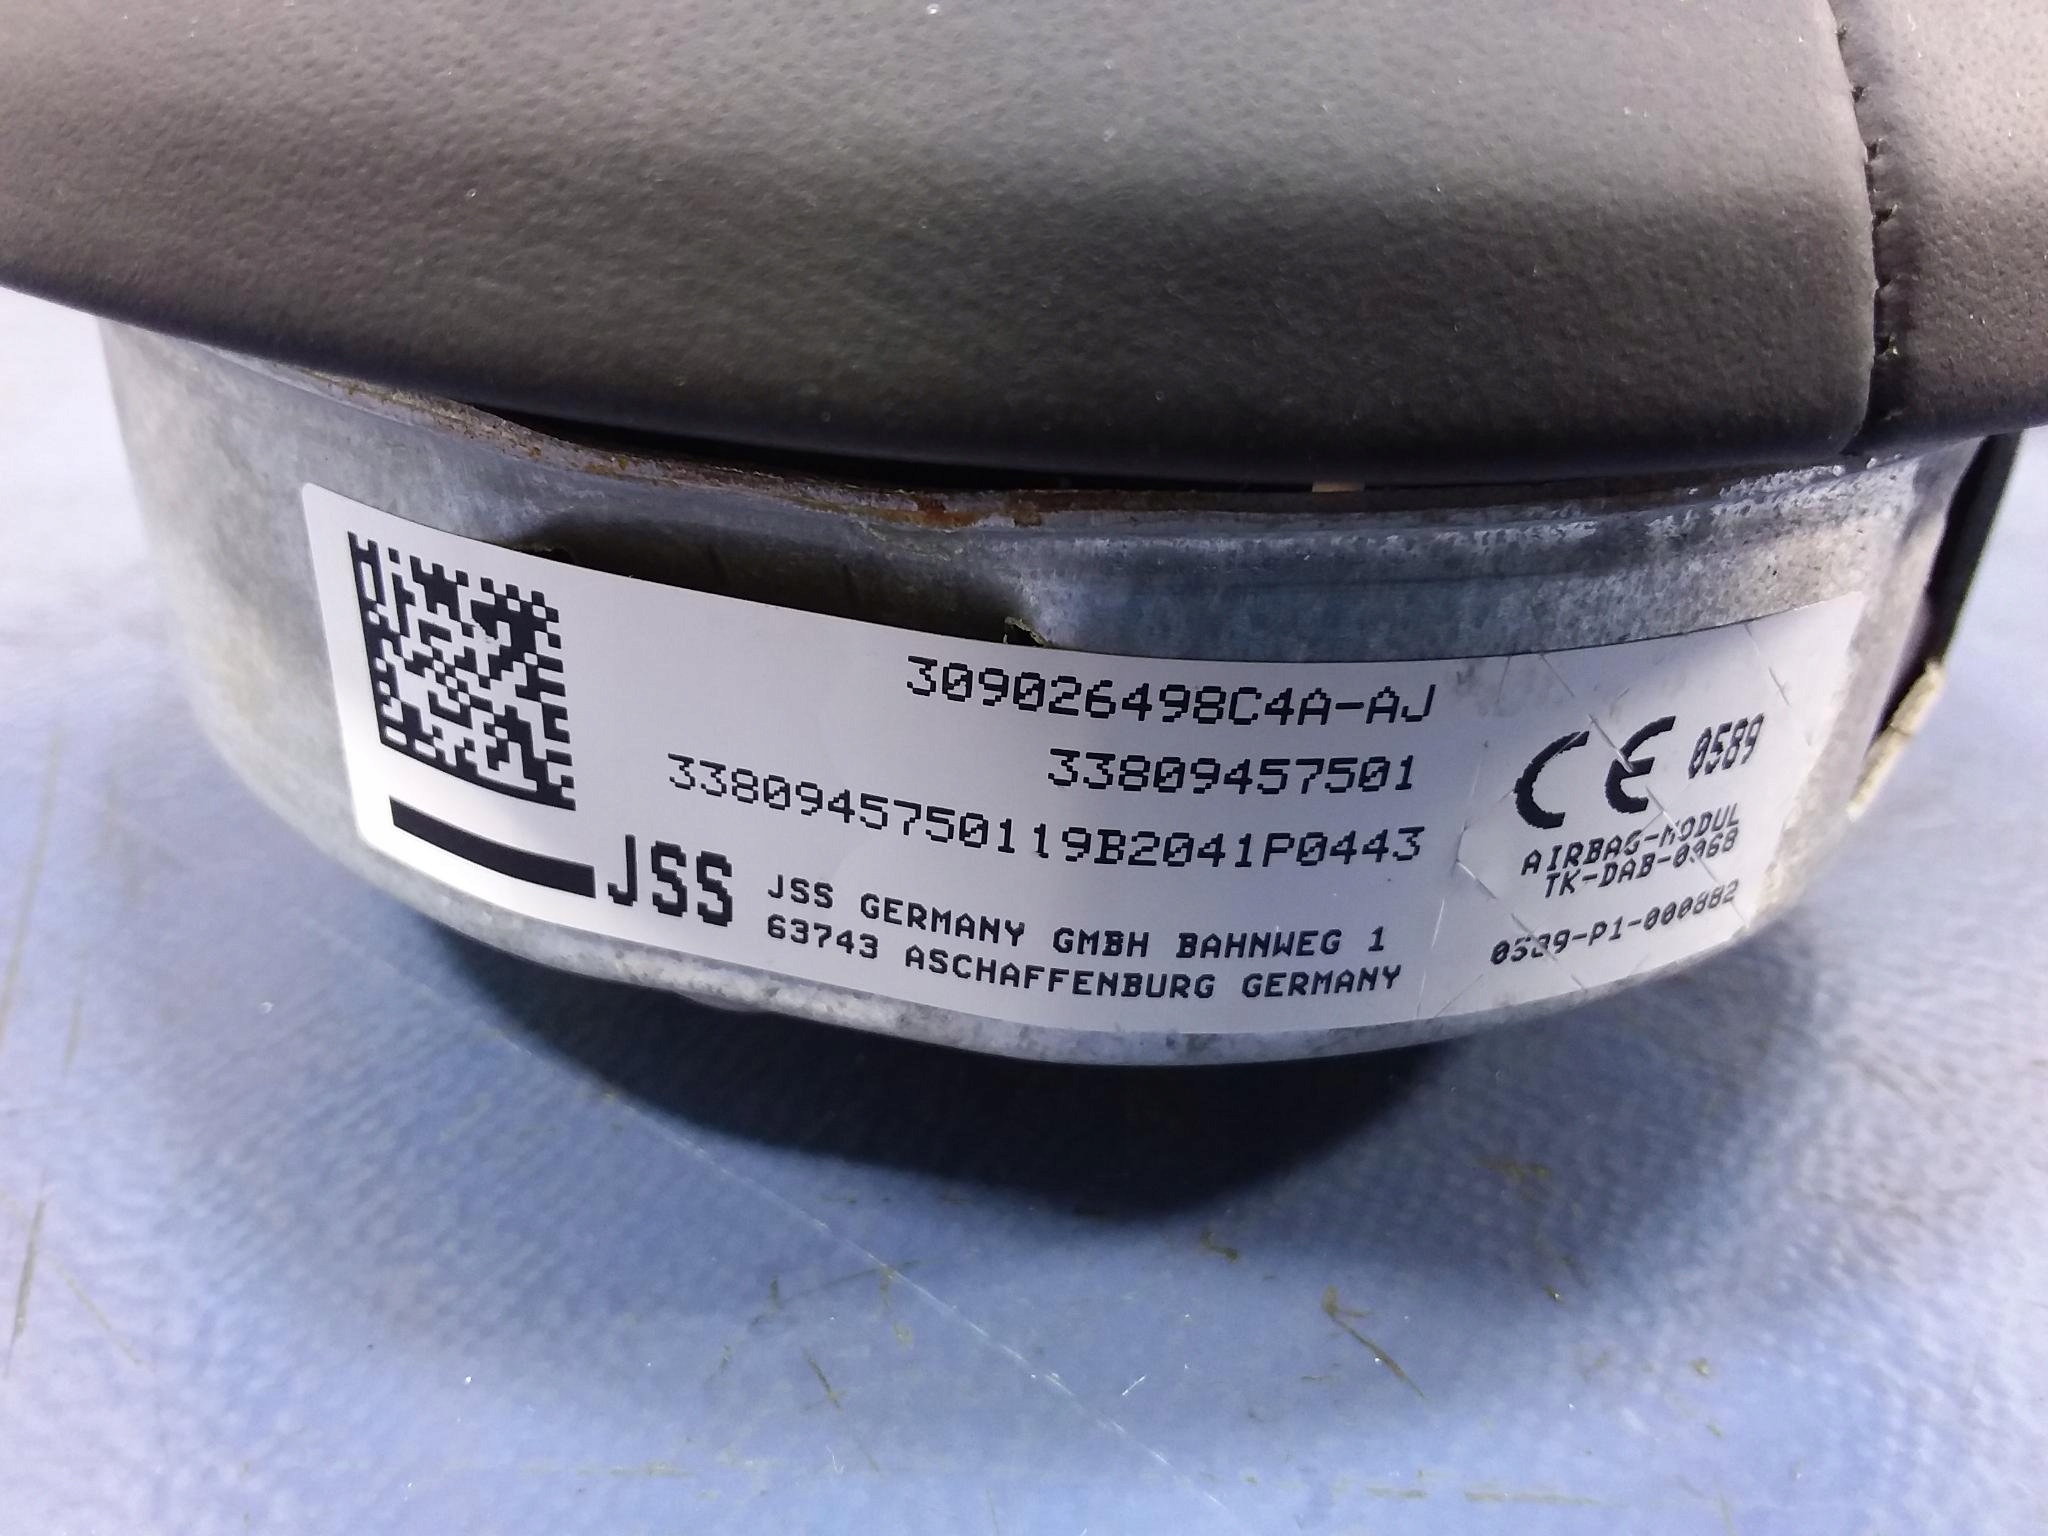 309026498C4A-AJ
33809457501
3380945750119B2041P0443
JSS
JSS GERMANY GMBH BAHNWEG 1
63743 ASCHAFFENBURG GERMANY
CE 0589
AIRBAG-MODUL
TK-DAB-0368
0589-P1-000882